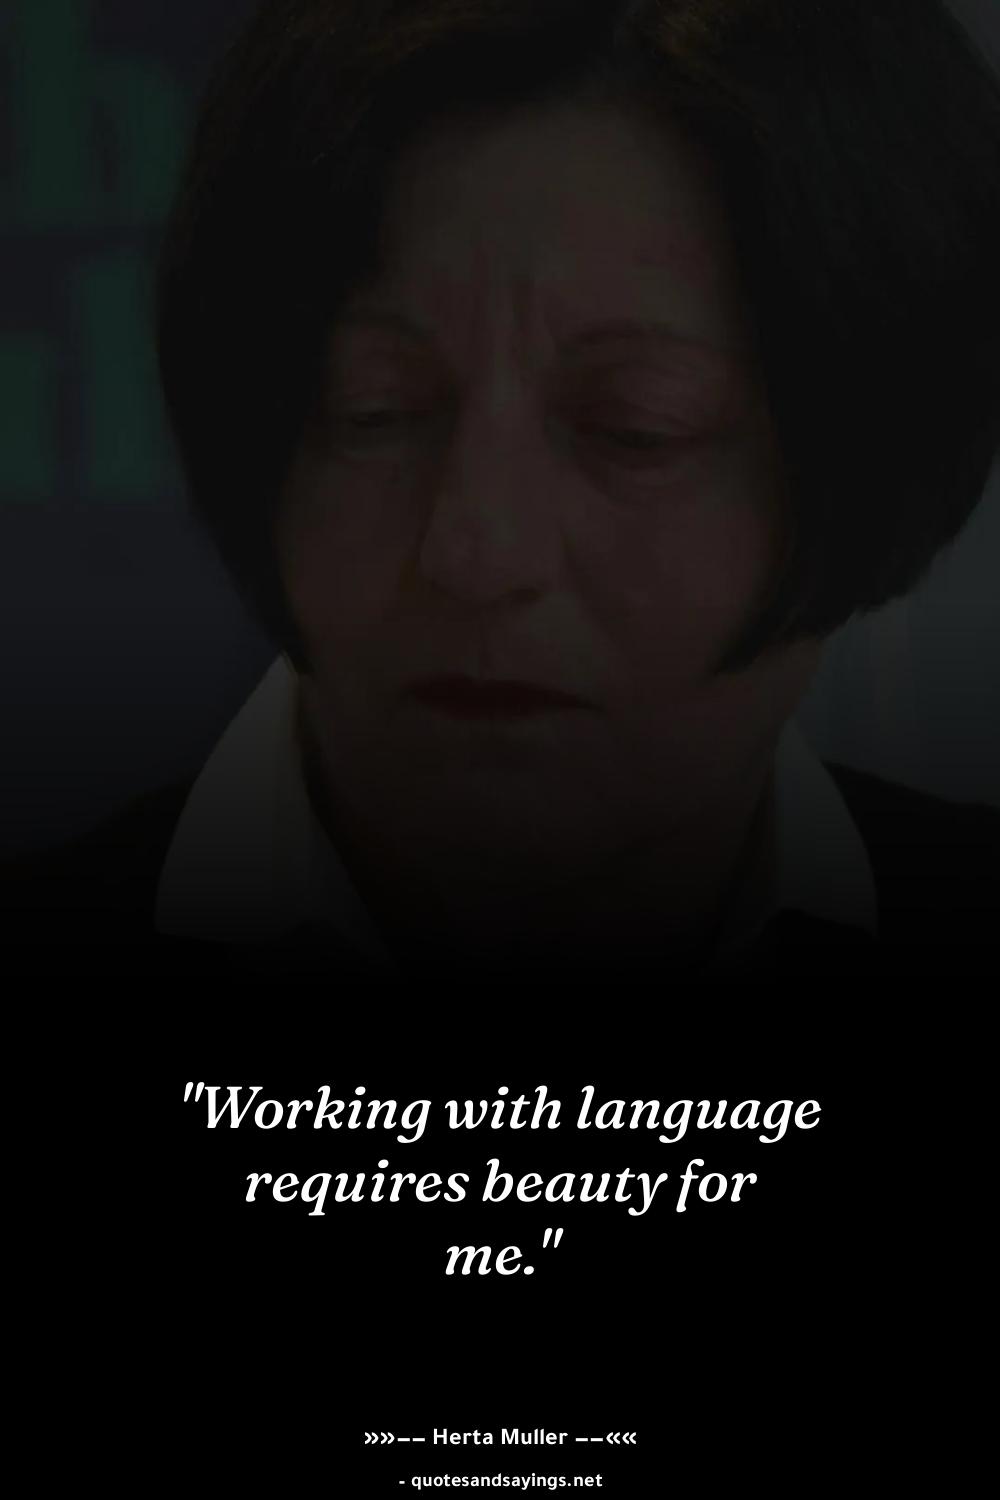 "Working with language
requires beauty for
me."
»»–– Herta Muller ––««
- quotesandsayings.net